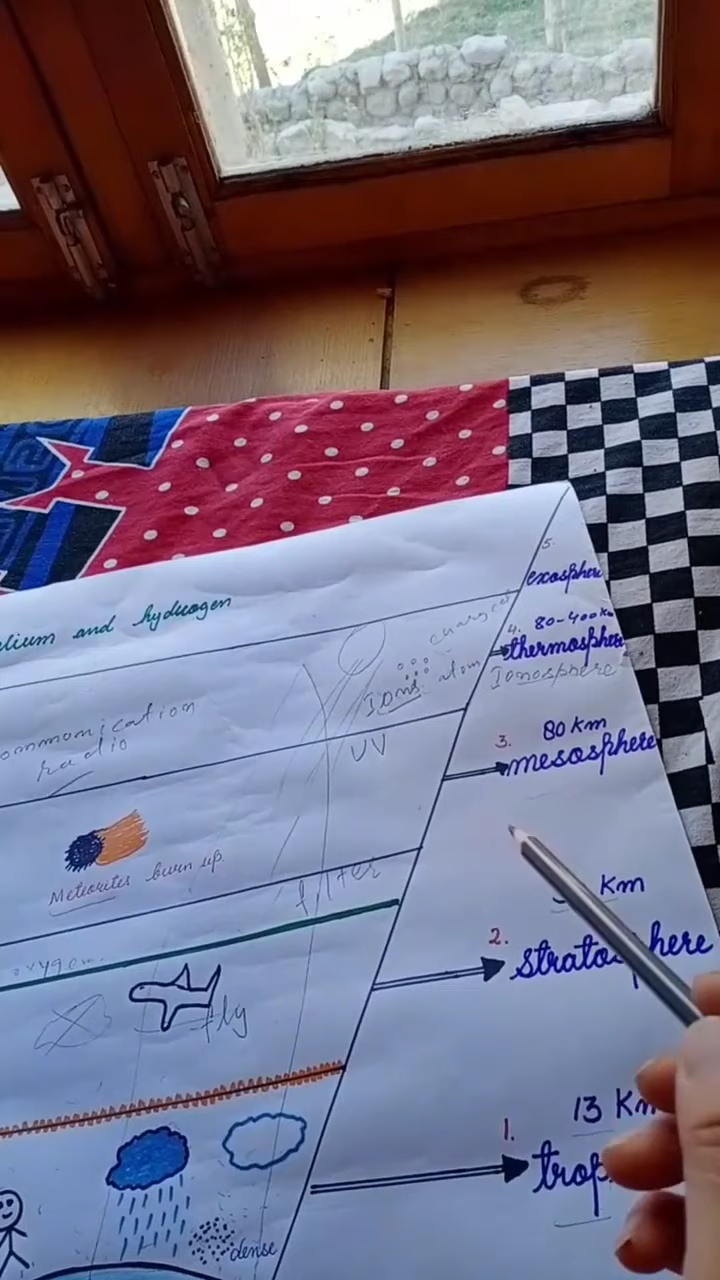 5.
exosphere
lium and hydrogen
80-400 km
4. thermosphere
Ionosphere
charged
Ions atom
communication
radio
80 km
3. mesosphere
UV
Meteorites burn up.
filter
Km
2. stratosphere
oxygen
fly
13 Km
1. trop
dense